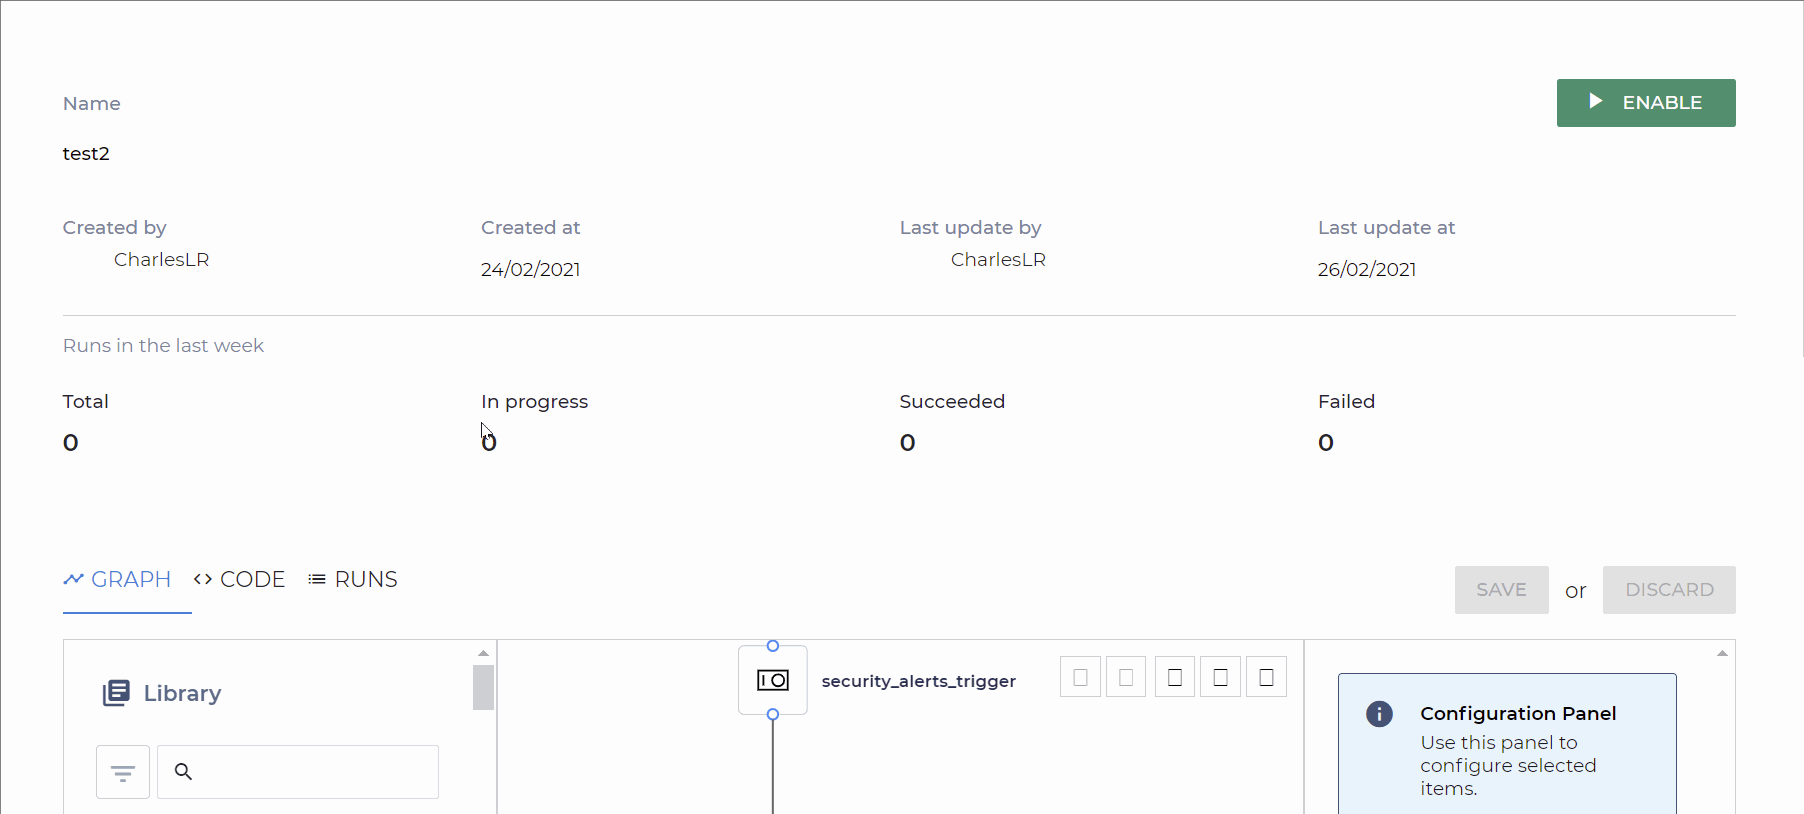 Name
ENABLE
test2
Created by
Created at
Last update by
Last update at
CharlesLR
24/02/2021
CharlesLR
26/02/2021
Runs in the last week
Total
In progress
Succeeded
Failed
0
0
0
0
GRAPH
CODE
RUNS
SAVE or DISCARD
Library
security_alerts_trigger
Configuration Panel
Use this panel to
configure selected
items.